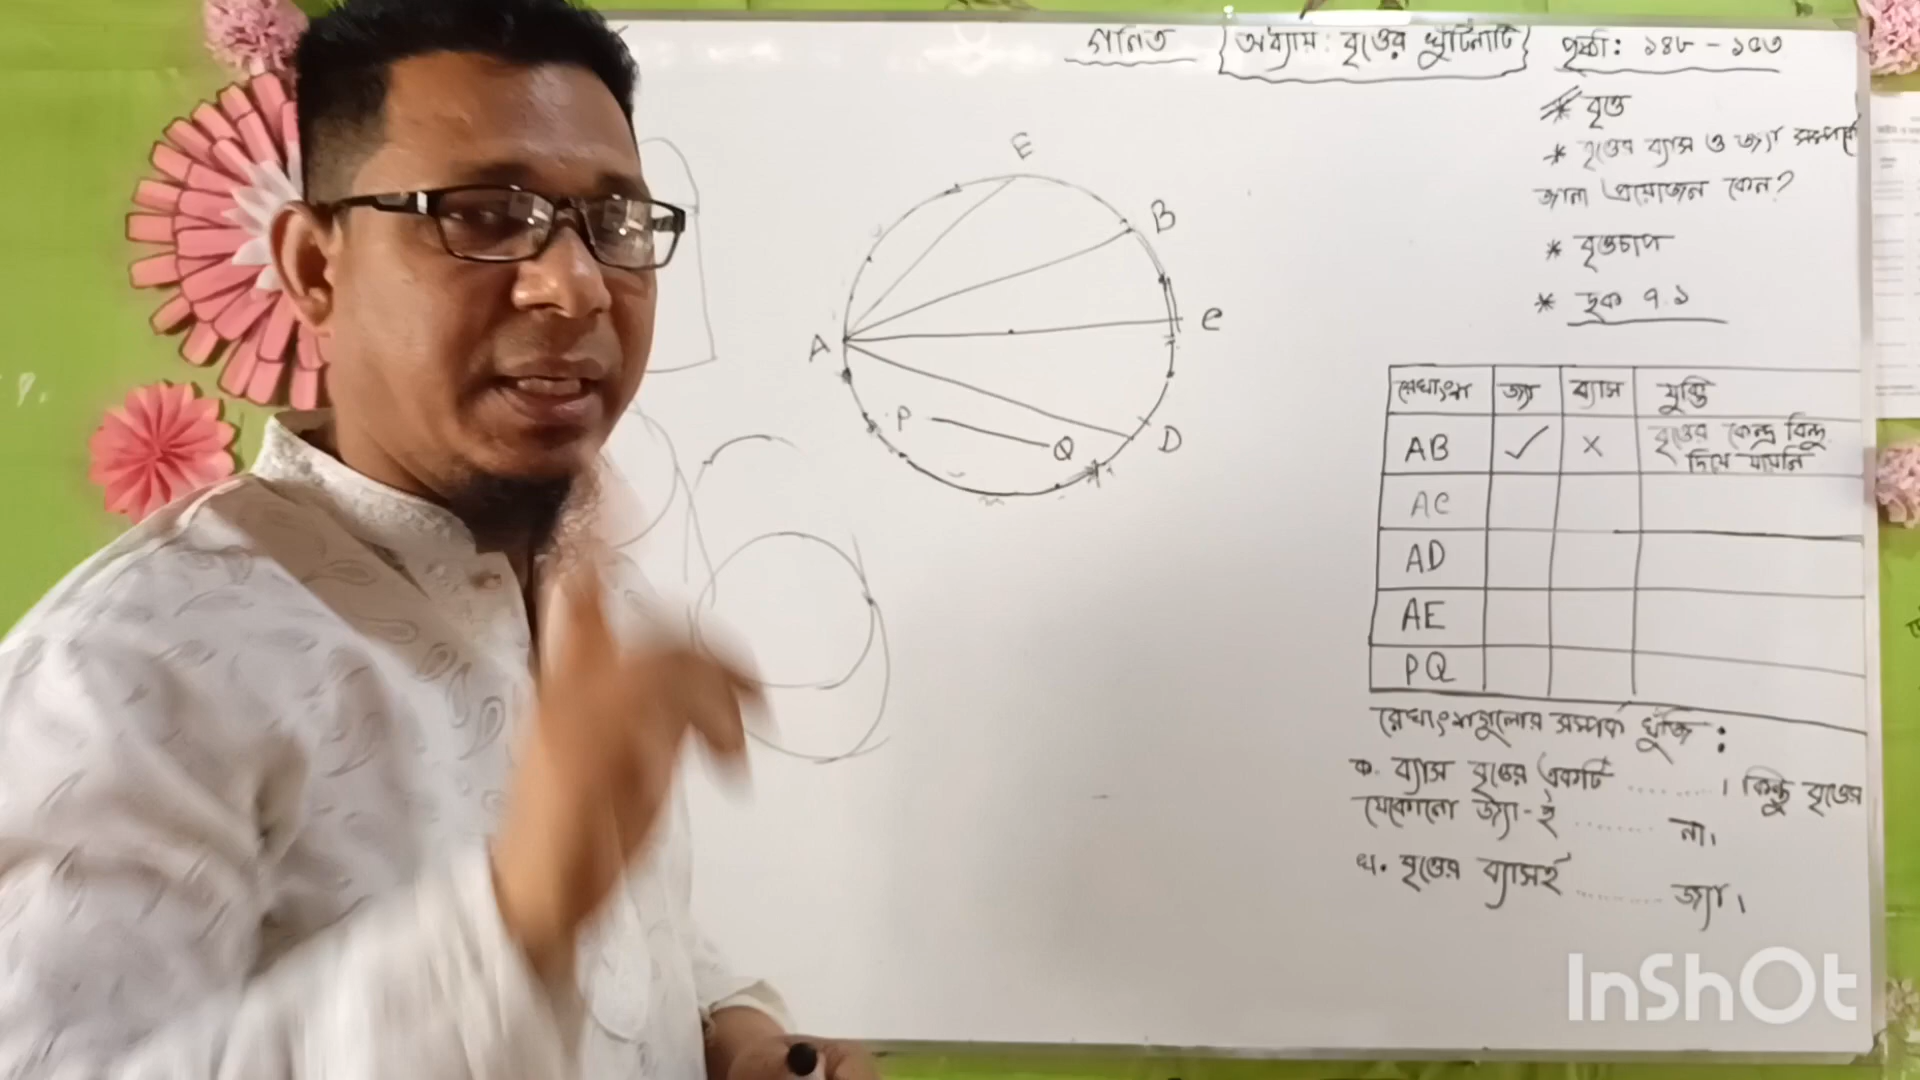 গনিত {অধ্যায়: বৃত্তের খুঁটিনাটি} পৃষ্ঠা: ১৪৮ - ১৫৩
* বৃত্ত
* বৃত্তের ব্যাস ও জ্যা সম্পর্কে
জানা প্রয়োজন কেন?
* বৃত্তচাপ
* ছক ৭.১
E
B
C
A
P
Q
D
রেখাংশ জ্যা ব্যাস যুক্তি
AB ✓ × বৃত্তের কেন্দ্র বিন্দু
দিয়ে যায়নি
AC
AD
AE
PQ
রেখাংশগুলোর সম্পর্ক খুঁজি:
ক. ব্যাস বৃত্তের একটি ......... । কিন্তু বৃত্তের
যেকোনো জ্যা-ই ........ না।
খ. বৃত্তের ব্যাসই ......... জ্যা।
InShOt